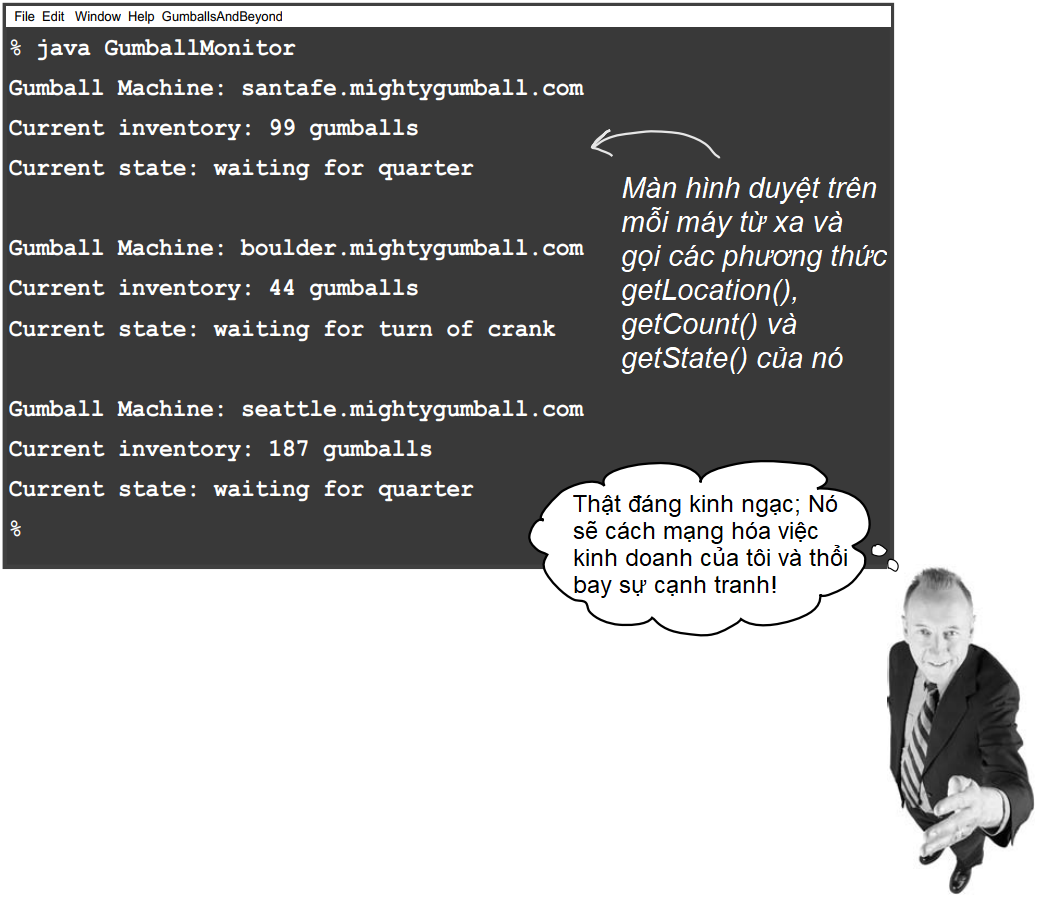 File Edit Window Help GumballsAndBeyond
% java GumballMonitor
Gumball Machine: santafe.mightygumball.com
Current inventory: 99 gumballs
Current state: waiting for quarter
Màn hình duyệt trên
mỗi máy từ xa và
gọi các phương thức
getLocation(),
getCount() và
getState() của nó
Gumball Machine: boulder.mightygumball.com
Current inventory: 44 gumballs
Current state: waiting for turn of crank
Gumball Machine: seattle.mightygumball.com
Current inventory: 187 gumballs
Current state: waiting for quarter
%
Thật đáng kinh ngạc; Nó
sẽ cách mạng hóa việc
kinh doanh của tôi và thổi
bay sự cạnh tranh!